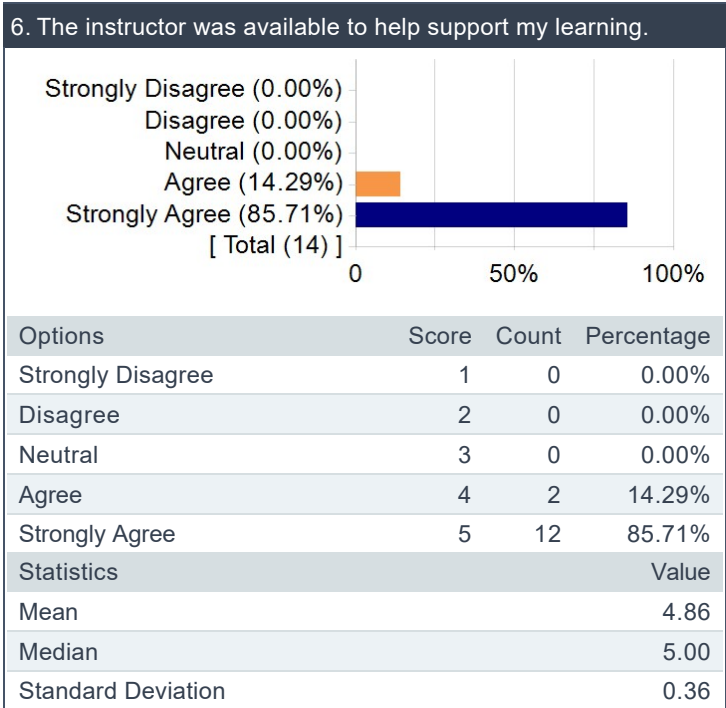 6. The instructor was available to help support my learning.
Strongly Disagree (0.00%)
Disagree (0.00%)
Neutral (0.00%)
Agree (14.29%)
Strongly Agree (85.71%)
[ Total (14) ]
0 50% 100%
Options Score Count Percentage
Strongly Disagree 1 0 0.00%
Disagree 2 0 0.00%
Neutral 3 0 0.00%
Agree 4 2 14.29%
Strongly Agree 5 12 85.71%
Statistics Value
Mean 4.86
Median 5.00
Standard Deviation 0.36